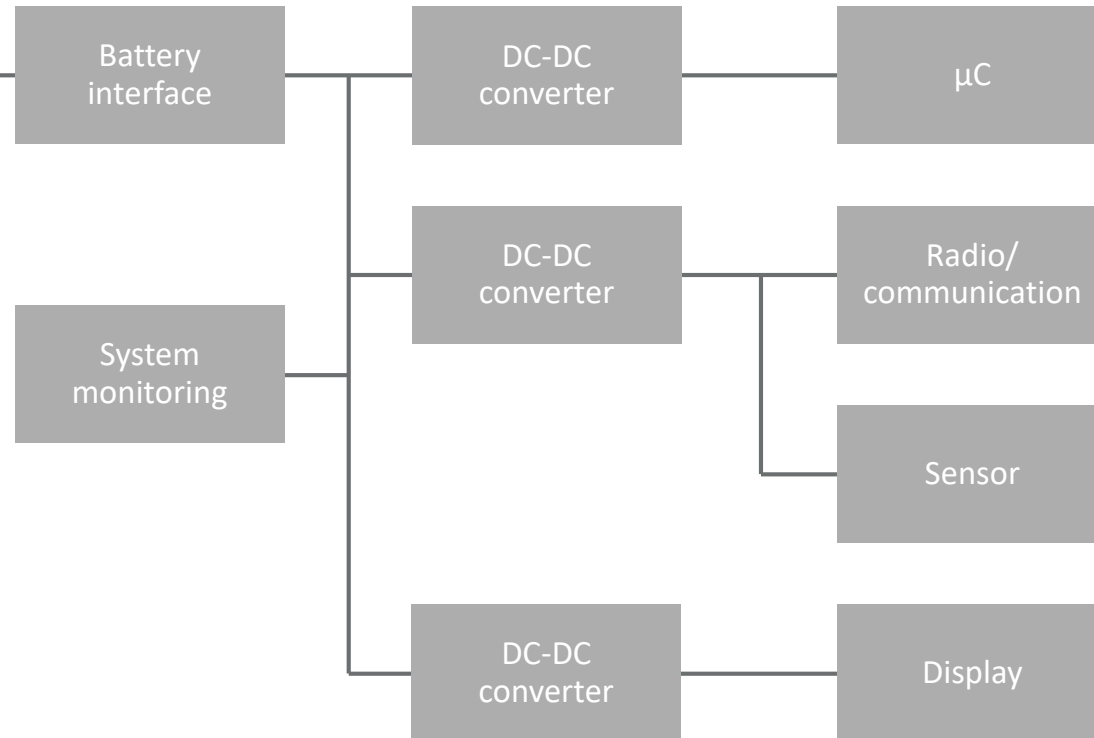 Battery
interface
DC-DC
converter
µC
DC-DC
converter
Radio/
communication
System
monitoring
Sensor
DC-DC
converter
Display